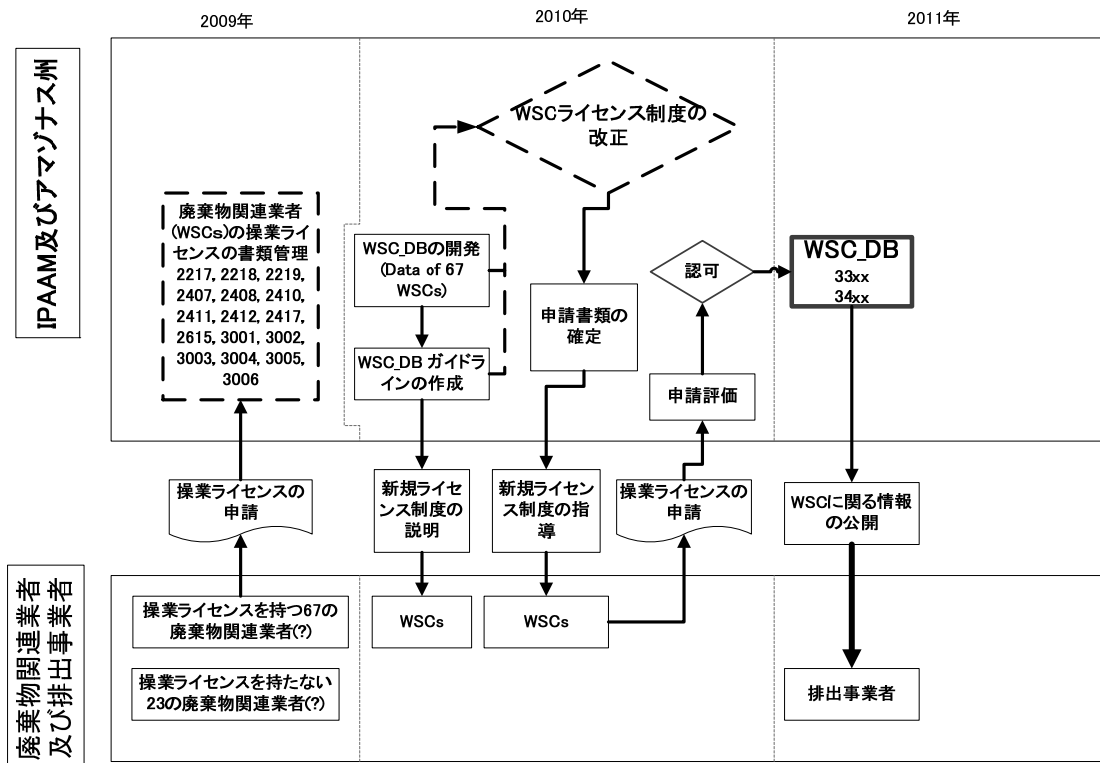 2009年
2010年
2011年
IPAAM及びアマゾナス州
廃棄物関連業者
(WSCs)の操業ライ
センスの書類管理
2217, 2218, 2219,
2407, 2408, 2410,
2411, 2412, 2417,
2615, 3001, 3002,
3003, 3004, 3005,
3006
WSCライセンス制度の
改正
WSC_DBの開発
(Data of 67
WSCs)
WSC_DB ガイドラ
インの作成
申請書類の
確定
認可
申請評価
WSC_DB
33xx
34xx
操業ライセンスの
申請
新規ライセ
ンス制度の
説明
新規ライセ
ンス制度の指
導
操業ライセンスの
申請
WSCに関る情報
の公開
廃棄物関連業者
及び排出事業者
操業ライセンスを持つ67の
廃棄物関連業者(?)
操業ライセンスを持たない
23の廃棄物関連業者(?)
WSCs
WSCs
排出事業者